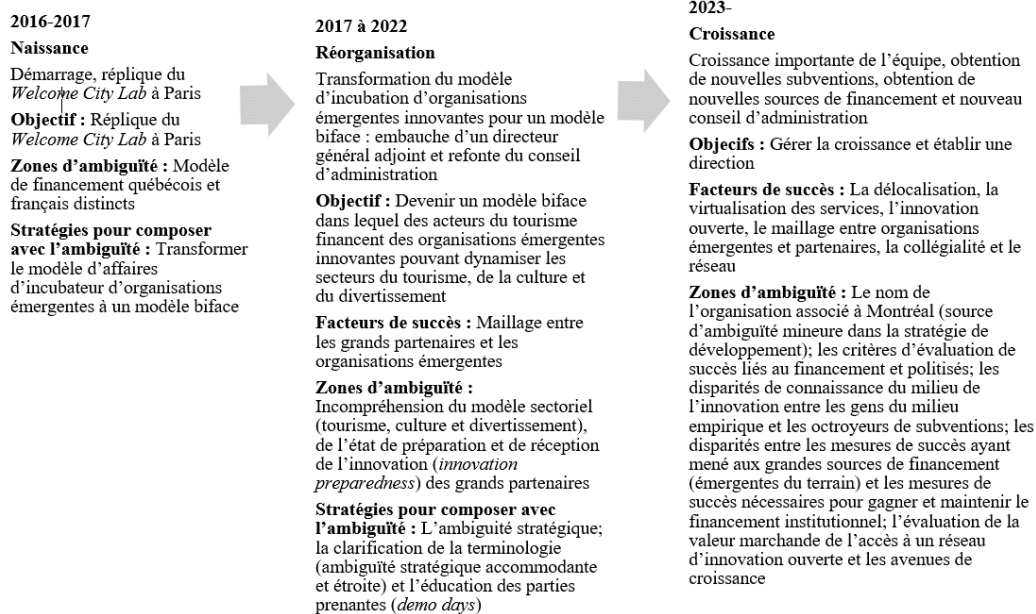 2016-2017
Naissance
Démarrage, réplique du
Welcome City Lab à Paris
Objectif : Réplique du
Welcome City Lab à Paris
Zones d’ambiguïté : Modèle
de financement québécois et
français distincts
Stratégies pour composer
avec l’ambiguïté : Transformer
le modèle d’affaires
d’incubateur d’organisations
émergentes à un modèle biface
2017 à 2022
Réorganisation
Transformation du modèle
d’incubation d’organisations
émergentes innovantes pour un modèle
biface : embauche d’un directeur
général adjoint et refonte du conseil
d’administration
Objectif : Devenir un modèle biface
dans lequel des acteurs du tourisme
financent des organisations émergentes
innovantes pouvant dynamiser les
secteurs du tourisme, de la culture et
du divertissement
Facteurs de succès : Maillage entre
les grands partenaires et les
organisations émergentes
Zones d’ambiguïté :
Incompréhension du modèle sectoriel
(tourisme, culture et divertissement),
de l’état de préparation et de réception
de l’innovation (innovation
preparedness) des grands partenaires
Stratégies pour composer avec
l’ambiguïté : L’ambiguité stratégique;
la clarification de la terminologie
(ambiguïté stratégique accommodante
et étroite) et l’éducation des parties
prenantes (demo days)
2023-
Croissance
Croissance importante de l’équipe, obtention
de nouvelles subventions, obtention de
nouvelles sources de financement et nouveau
conseil d’administration
Objecifs : Gérer la croissance et établir une
direction
Facteurs de succès : La délocalisation, la
virtualisation des services, l’innovation
ouverte, le maillage entre organisations
émergentes et partenaires, la collégialité et le
réseau
Zones d’ambiguïté : Le nom de
l’organisation associé à Montréal (source
d’ambiguïté mineure dans la stratégie de
développement); les critères d’évaluation de
succès liés au financement et politisés; les
disparités de connaissance du milieu de
l’innovation entre les gens du milieu
empirique et les octroyeurs de subventions; les
disparités entre les mesures de succès ayant
mené aux grandes sources de financement
(émergentes du terrain) et les mesures de
succès nécessaires pour gagner et maintenir le
financement institutionnel; l’évaluation de la
valeur marchande de l’accès à un réseau
d’innovation ouverte et les avenues de
croissance